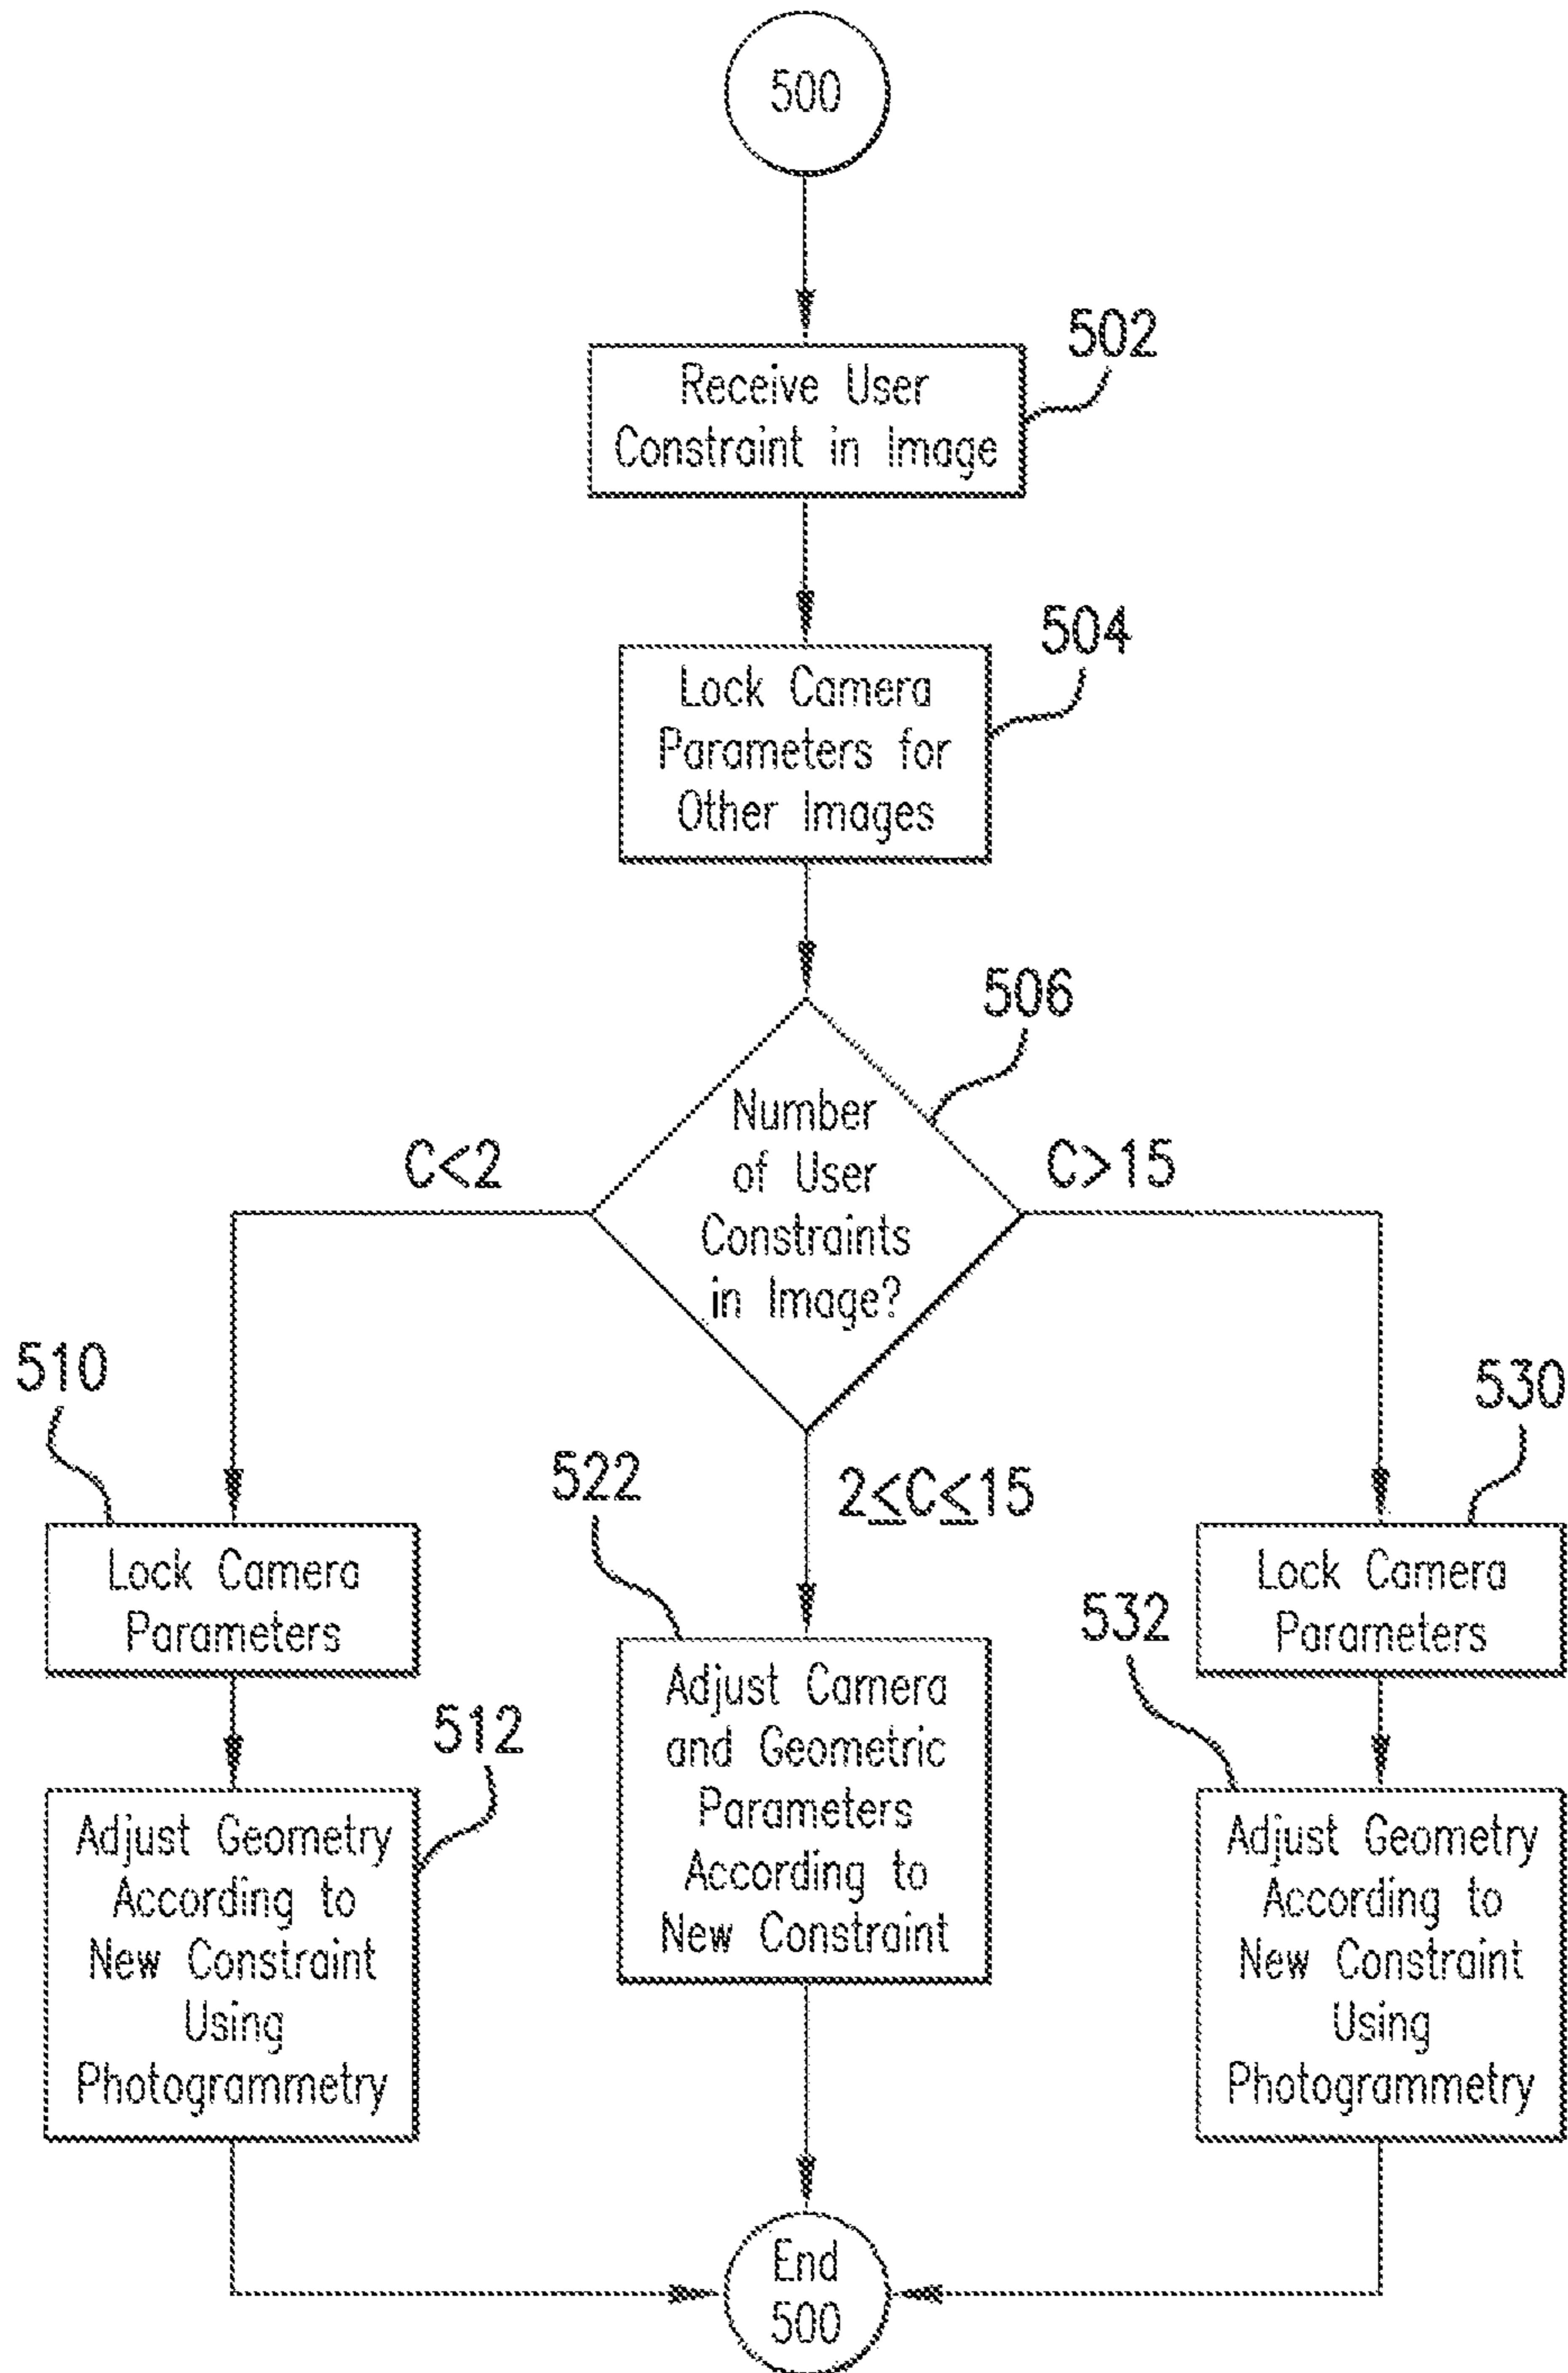 500
502
Receive User
Constraint in Image
504
Lock Camera
Parameters for
Other Images
506
Number
of User
Constraints
in Image?
C<2
C>15
2≤C≤15
510
Lock Camera
Parameters
512
Adjust Geometry
According to
New Constraint
Using
Photogrammetry
522
Adjust Camera
and Geometric
Parameters
According to
New Constraint
530
Lock Camera
Parameters
532
Adjust Geometry
According to
New Constraint
Using
Photogrammetry
End
500